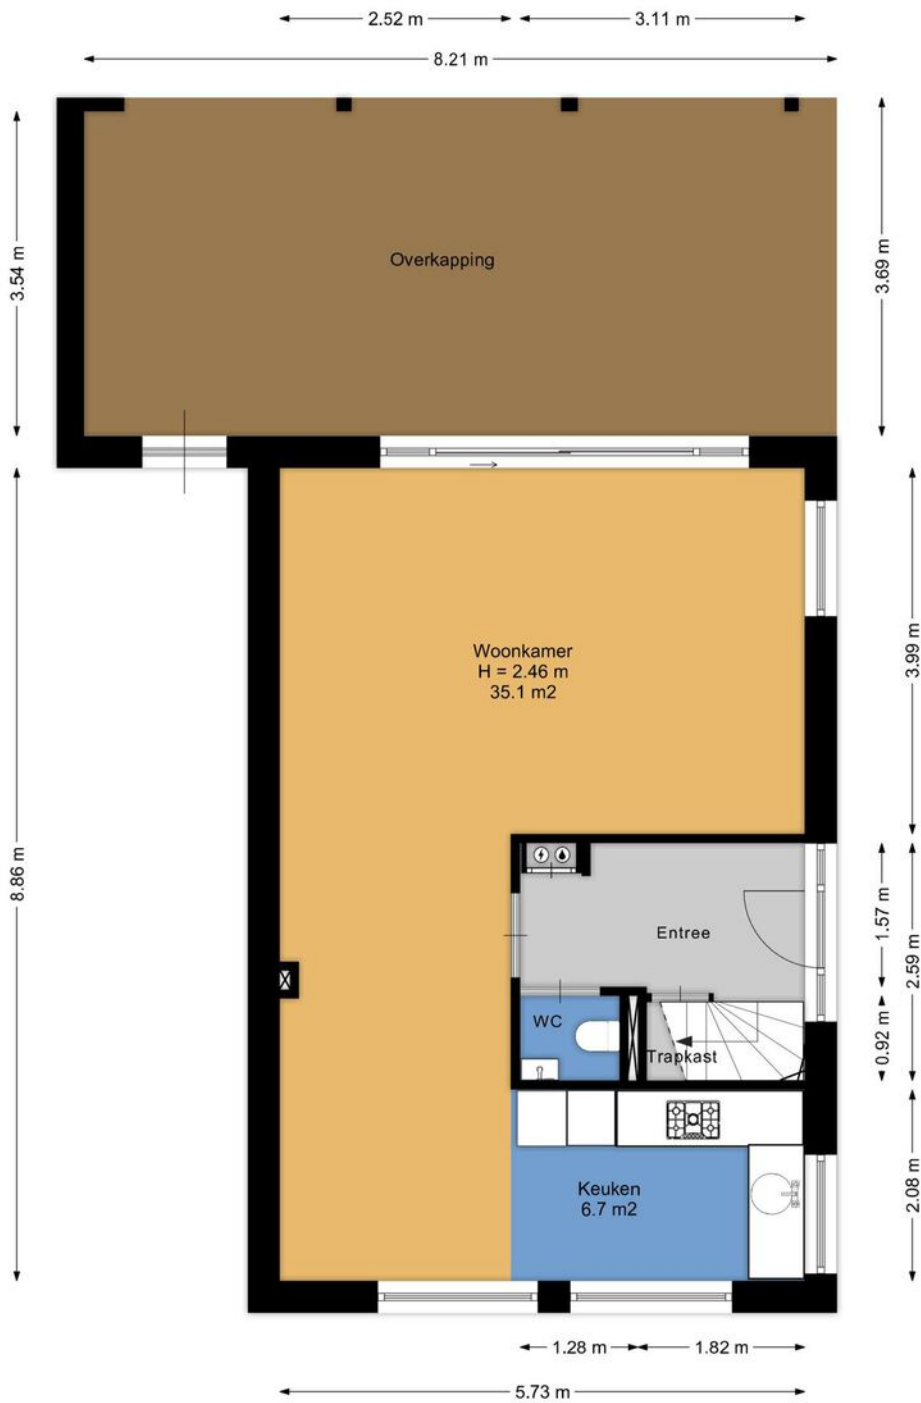 2.52 m
3.11 m
8.21 m
3.54 m
3.69 m
Overkapping
Woonkamer
H = 2.46 m
35.1 m2
3.99 m
8.86 m
1.57 m
2.59 m
Entree
0.92 m
WC
Trapkast
Keuken
6.7 m2
2.08 m
1.28 m
1.82 m
5.73 m